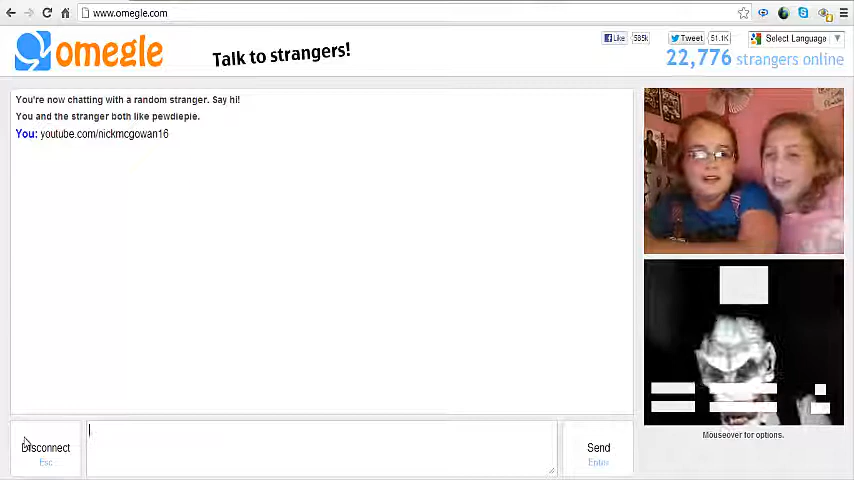 www.omegle.com
omegle
Talk to strangers!
Like 585k
Tweet 51.1K
Select Language
22,776 strangers online
You're now chatting with a random stranger. Say hi!
You and the stranger both like pewdiepie.
You: youtube.com/nickmcgowan16
Mouseover for options.
Disconnect
Esc
Send
Enter